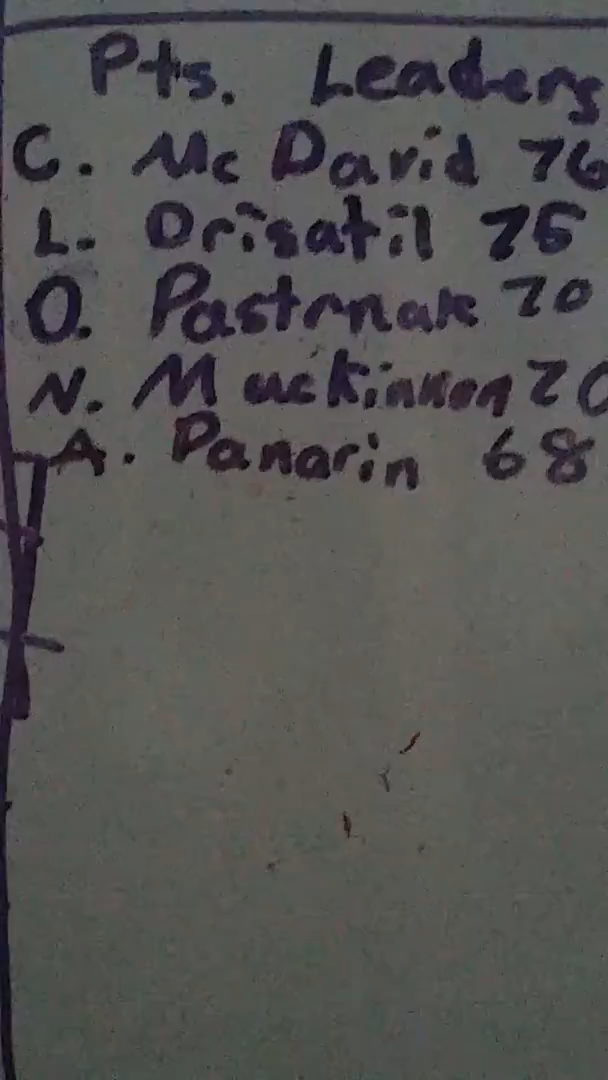 Pts. Leaders
C. McDavid 76
L. Drisatil 75
D. Pastrnak 70
N. Mackinnon 70
A. Panarin 68